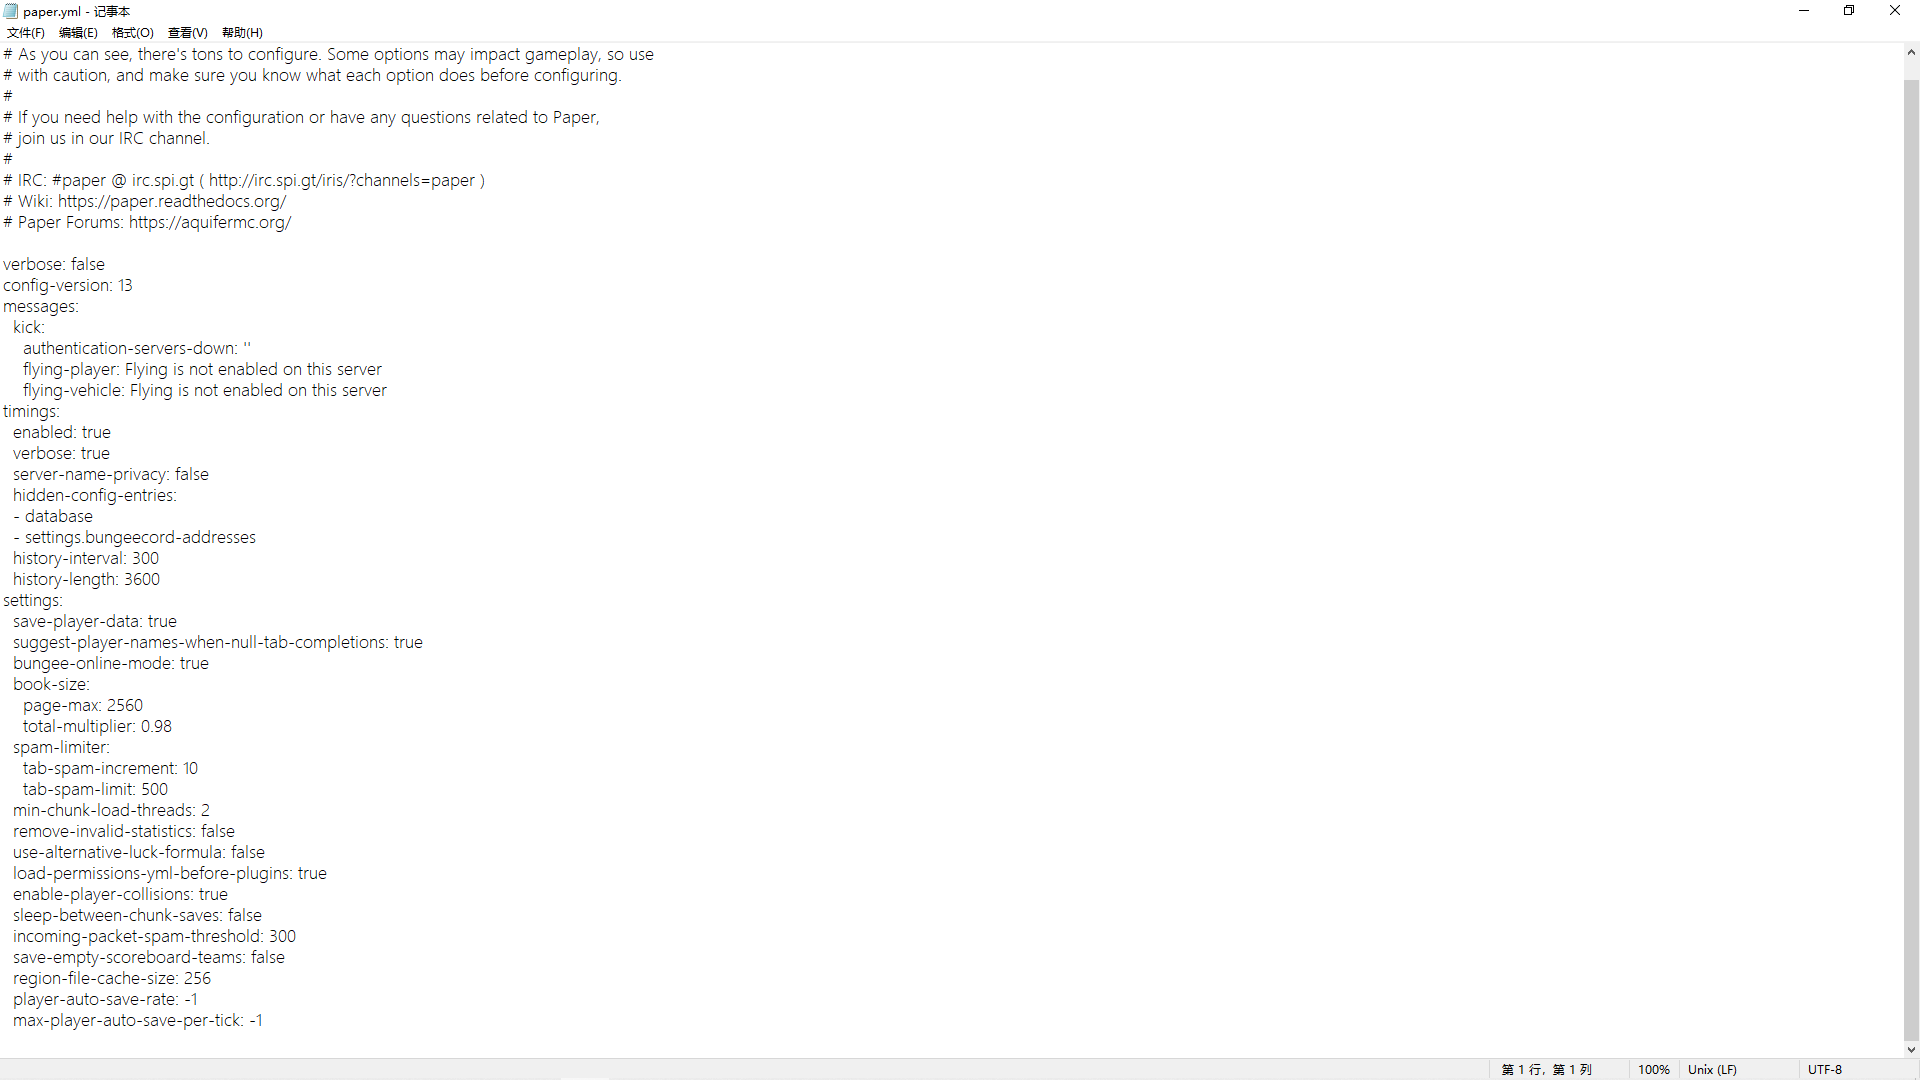 paper.yml - 记事本
文件(F) 编辑(E) 格式(O) 查看(V) 帮助(H)
# As you can see, there's tons to configure. Some options may impact gameplay, so use
# with caution, and make sure you know what each option does before configuring.
#
# If you need help with the configuration or have any questions related to Paper,
# join us in our IRC channel.
#
# IRC: #paper @ irc.spi.gt ( http://irc.spi.gt/iris/?channels=paper )
# Wiki: https://paper.readthedocs.org/
# Paper Forums: https://aquifermc.org/

verbose: false
config-version: 13
messages:
  kick:
    authentication-servers-down: ''
    flying-player: Flying is not enabled on this server
    flying-vehicle: Flying is not enabled on this server
timings:
  enabled: true
  verbose: true
  server-name-privacy: false
  hidden-config-entries:
  - database
  - settings.bungeecord-addresses
  history-interval: 300
  history-length: 3600
settings:
  save-player-data: true
  suggest-player-names-when-null-tab-completions: true
  bungee-online-mode: true
  book-size:
    page-max: 2560
    total-multiplier: 0.98
  spam-limiter:
    tab-spam-increment: 10
    tab-spam-limit: 500
  min-chunk-load-threads: 2
  remove-invalid-statistics: false
  use-alternative-luck-formula: false
  load-permissions-yml-before-plugins: true
  enable-player-collisions: true
  sleep-between-chunk-saves: false
  incoming-packet-spam-threshold: 300
  save-empty-scoreboard-teams: false
  region-file-cache-size: 256
  player-auto-save-rate: -1
  max-player-auto-save-per-tick: -1
第 1 行，第 1 列 100% Unix (LF) UTF-8